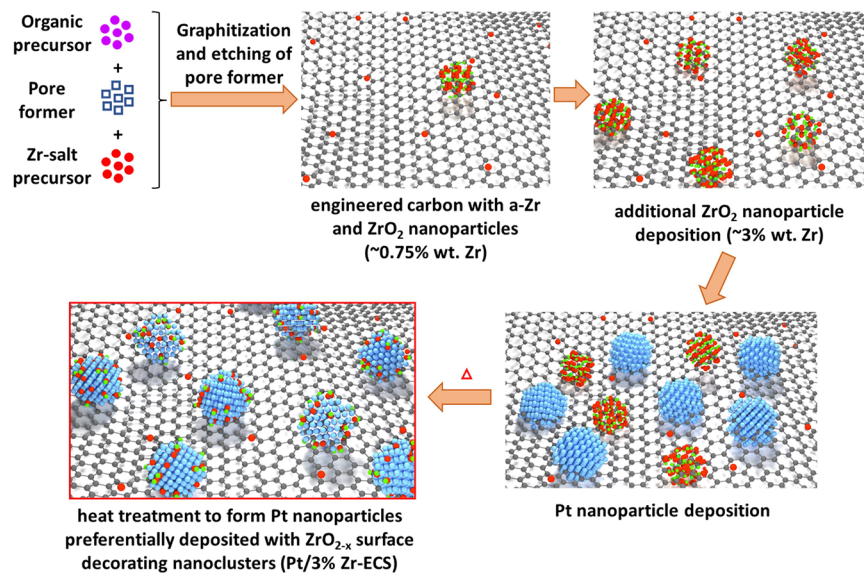 Organic
precursor
+
Pore
former
+
Zr-salt
precursor
Graphitization
and etching of
pore former
engineered carbon with a-Zr
and ZrO₂ nanoparticles
(~0.75% wt. Zr)
additional ZrO₂ nanoparticle
deposition (~3% wt. Zr)
Δ
Pt nanoparticle deposition
heat treatment to form Pt nanoparticles
preferentially deposited with ZrO₂₋ₓ surface
decorating nanoclusters (Pt/3% Zr-ECS)